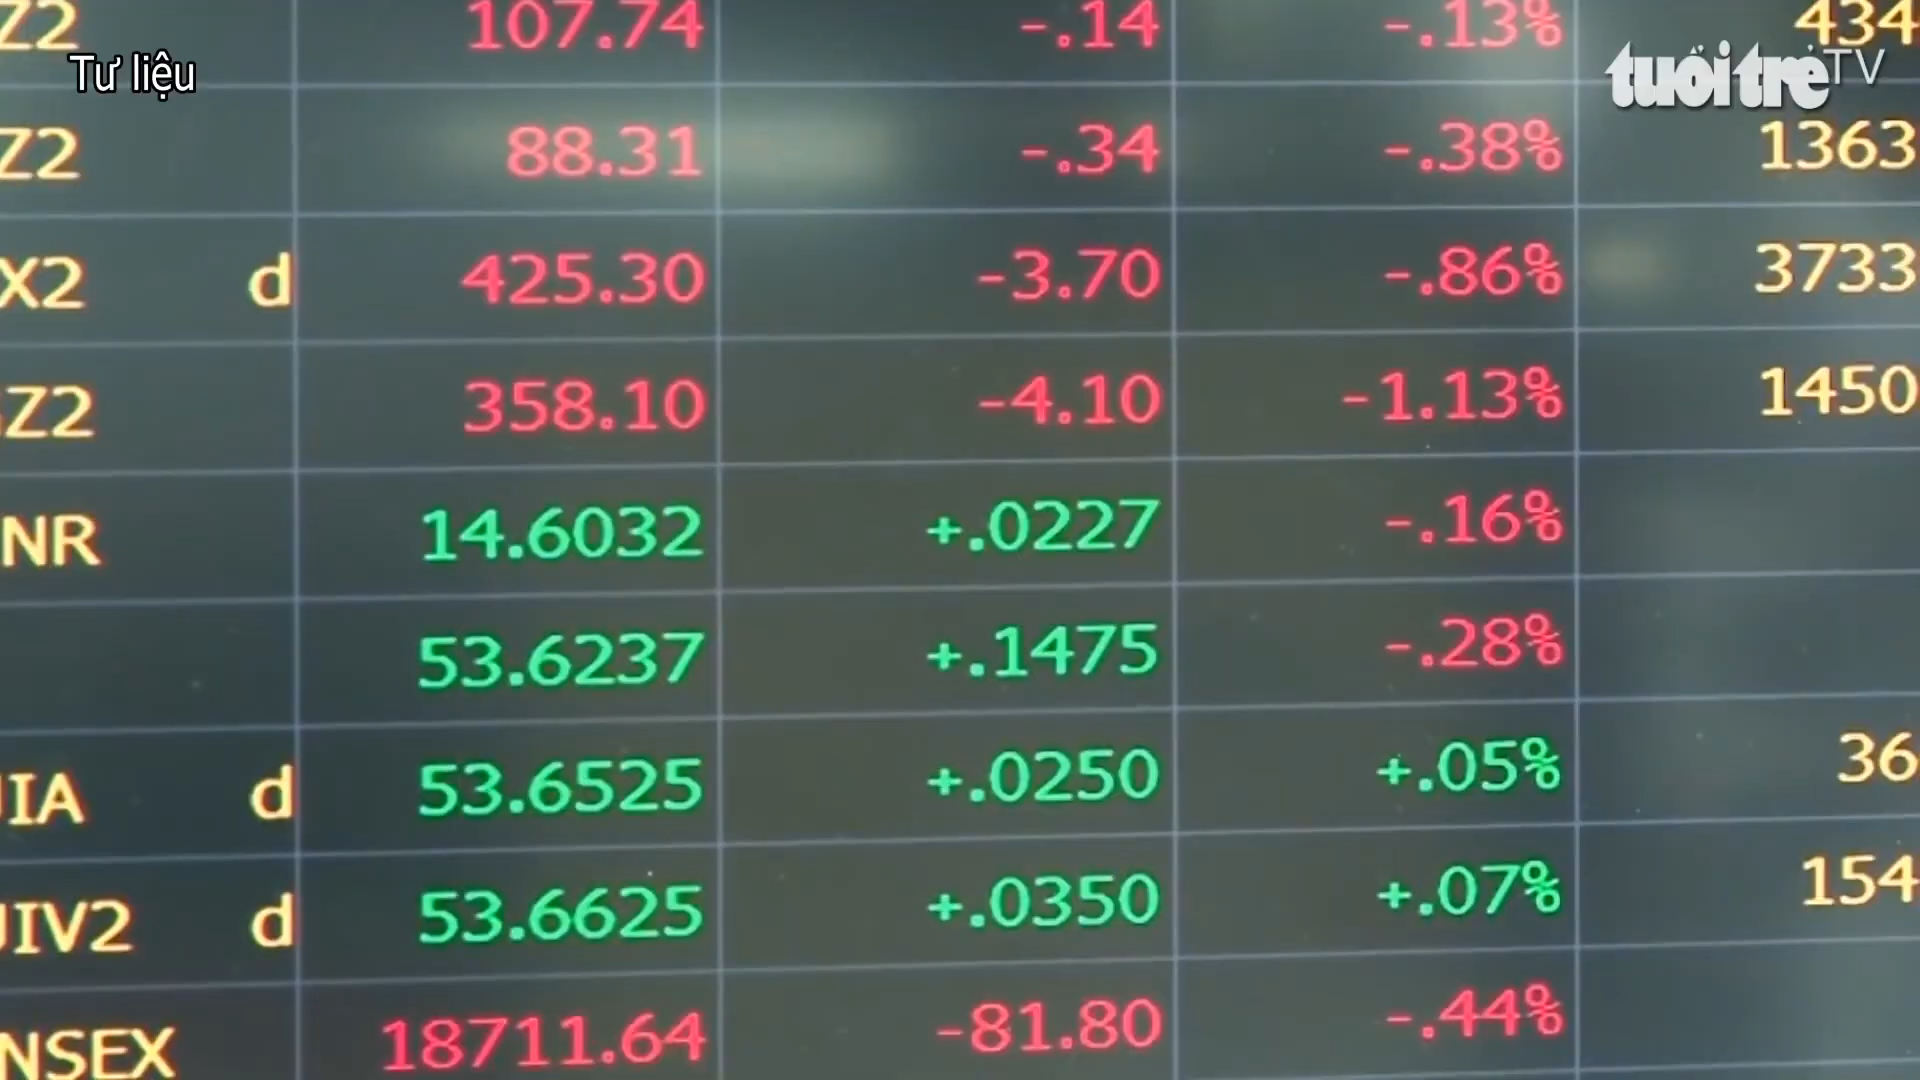 Z2 107.74 -.14 -.13% 434
Tư liệu
tuổi trẻ TV
Z2 88.31 -.34 -.38% 1363
X2 d 425.30 -3.70 -.86% 3733
Z2 358.10 -4.10 -1.13% 1450
NR 14.6032 +.0227 -.16%
53.6237 +.1475 -.28%
IA d 53.6525 +.0250 +.05% 36
IV2 d 53.6625 +.0350 +.07% 154
NSEX 18711.64 -81.80 -.44%